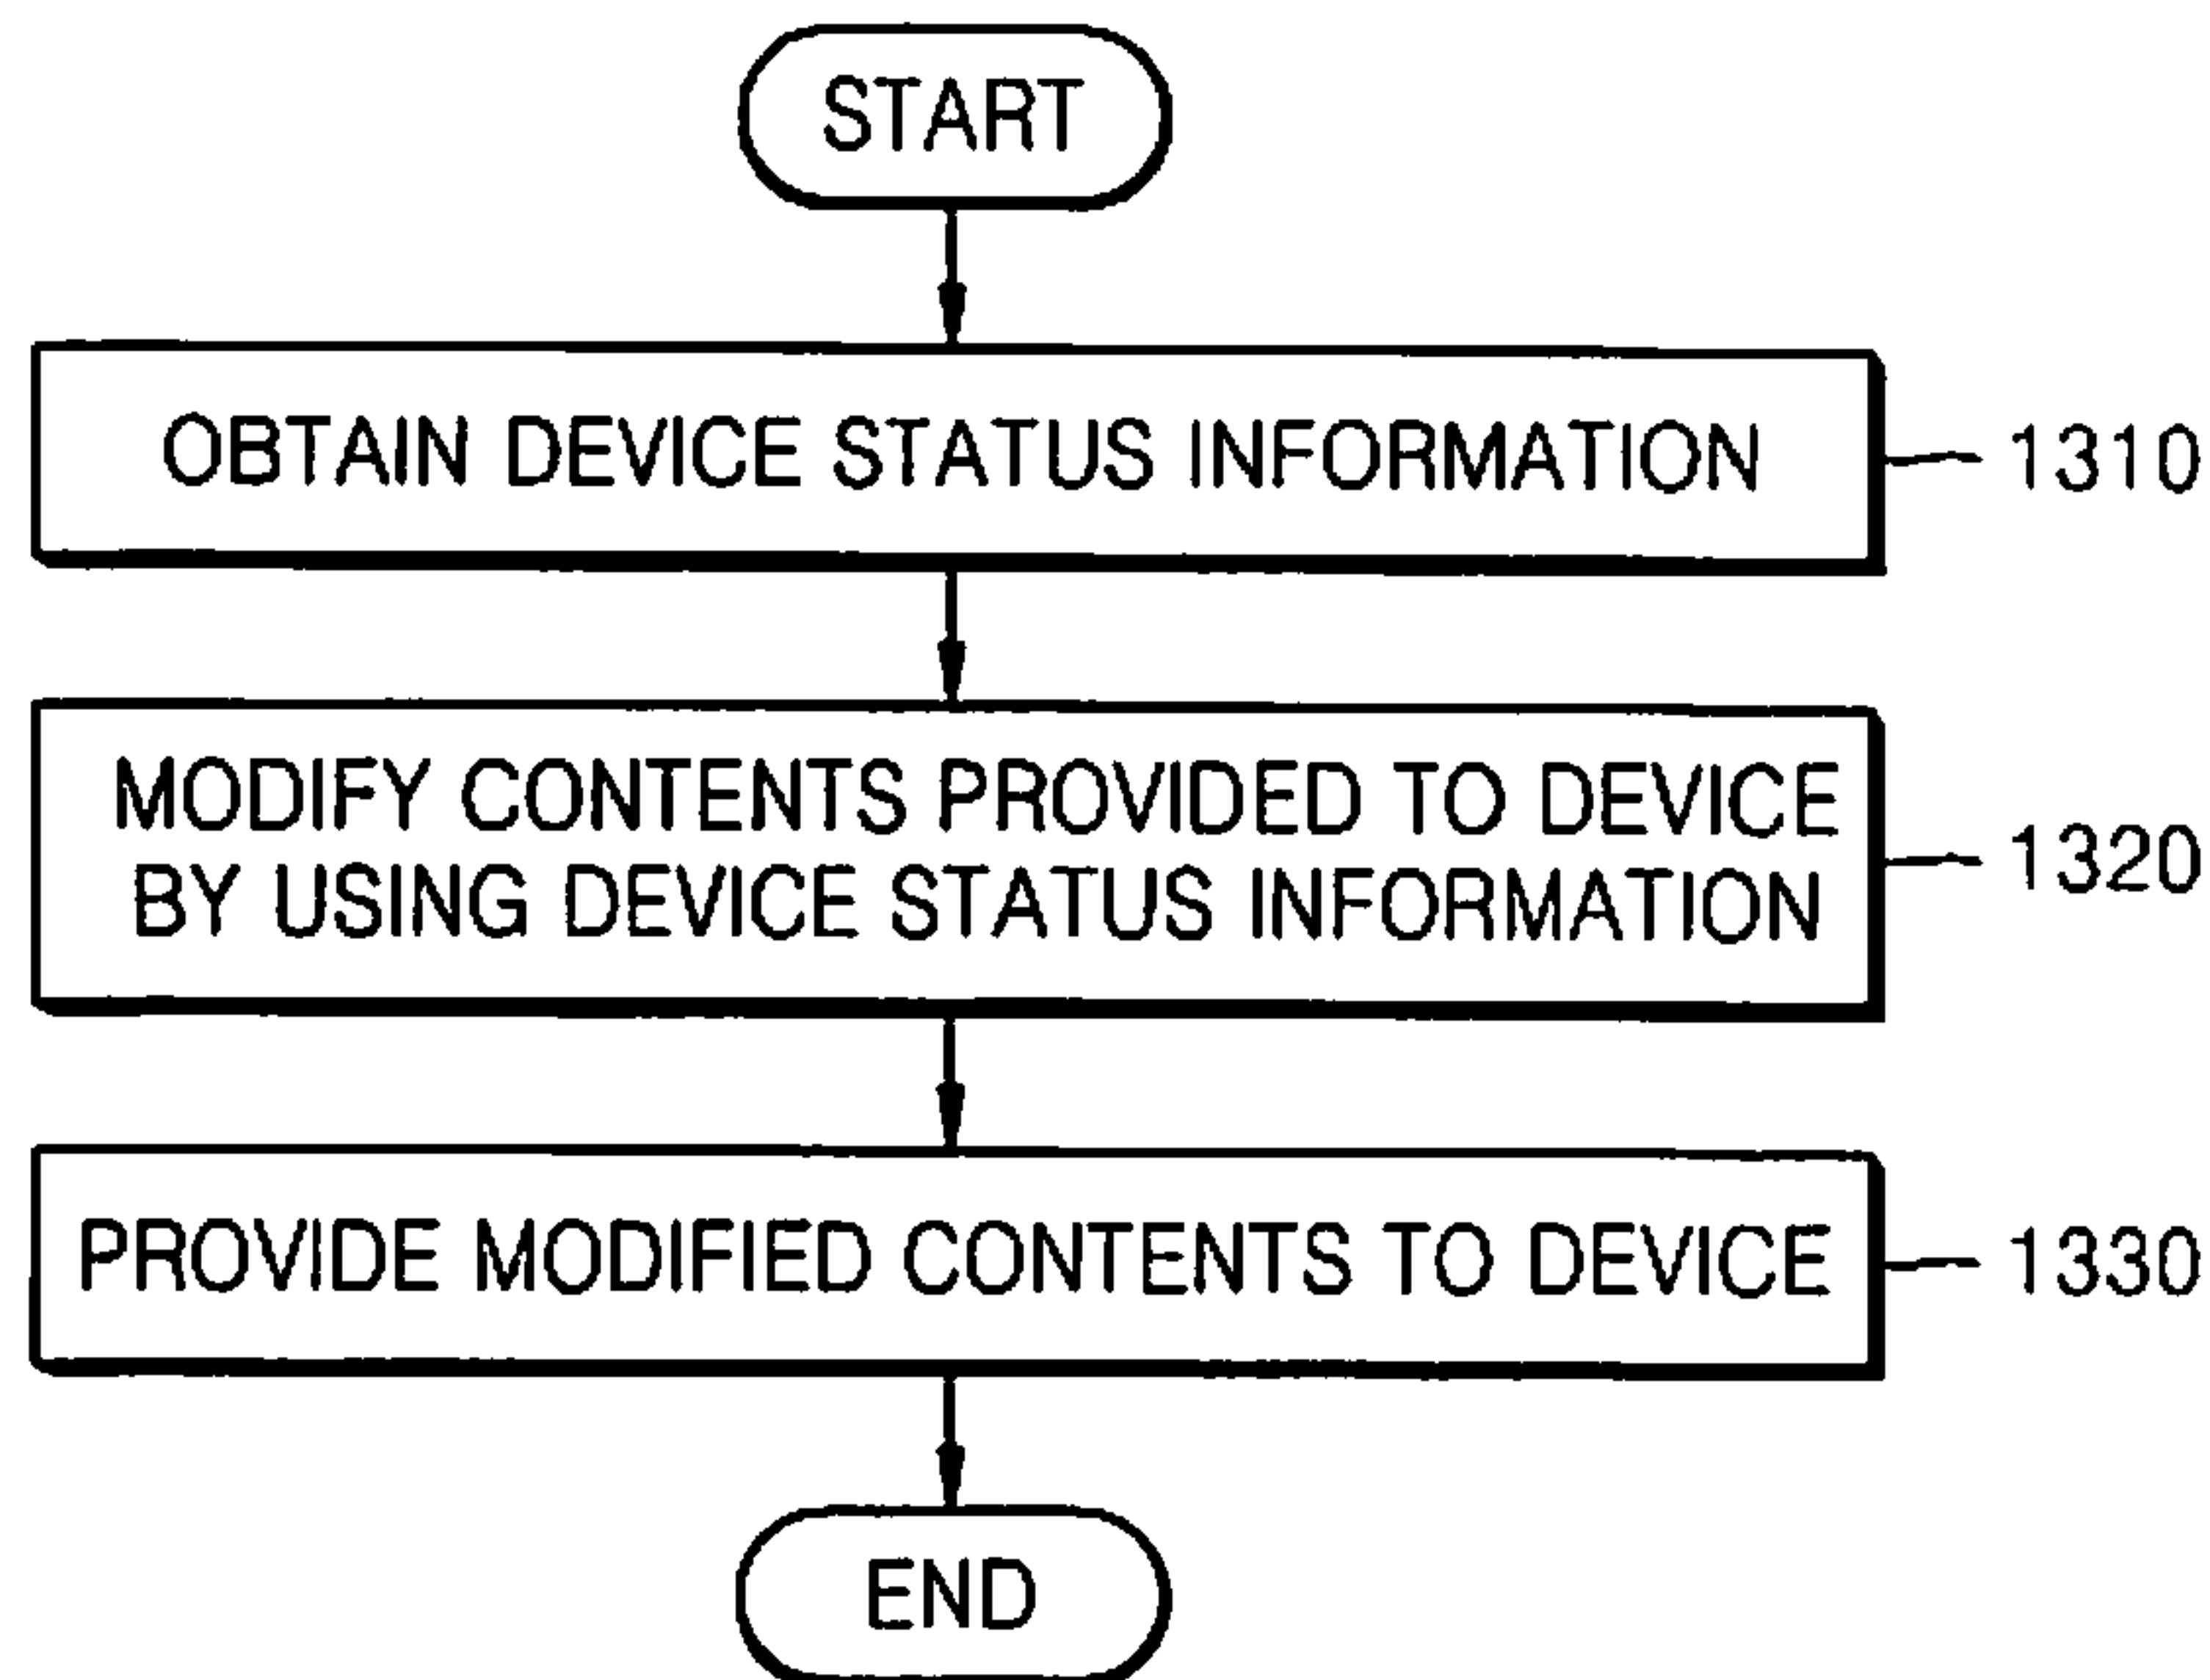 START
OBTAIN DEVICE STATUS INFORMATION
1310
MODIFY CONTENTS PROVIDED TO DEVICE
BY USING DEVICE STATUS INFORMATION
1320
PROVIDE MODIFIED CONTENTS TO DEVICE
1330
END